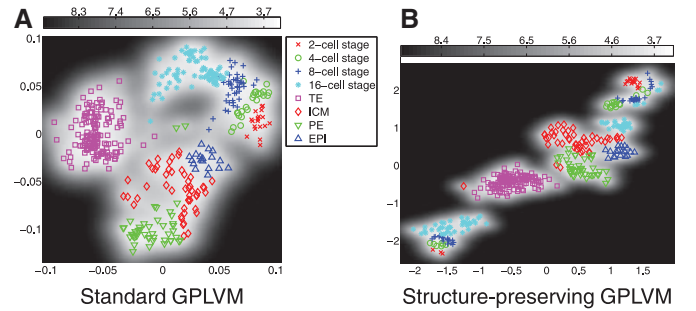 A
8.3 7.4 6.5 5.6 4.6 3.7
0.1
0.05
0
−0.05
−0.1
−0.1 −0.05 0 0.05 0.1
Standard GPLVM
2-cell stage
4-cell stage
8-cell stage
16-cell stage
TE
ICM
PE
EPI
B
8.4 7.5 6.5 5.6 4.6 3.7
2
1
0
−1
−2
−2 −1.5 −1 −0.5 0 0.5 1 1.5
Structure-preserving GPLVM